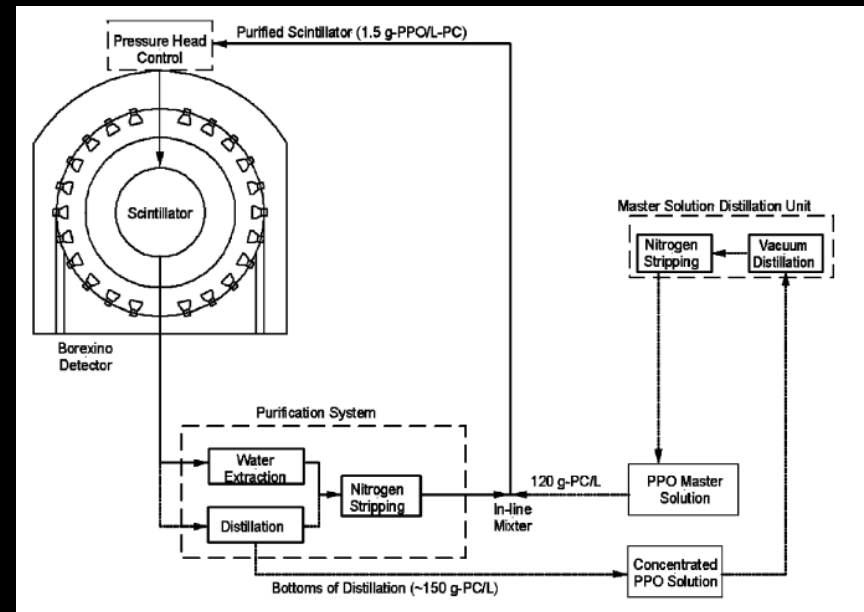 Purified Scintillator (1.5 g-PPO/L-PC)
Pressure Head
Control
Scintillator
Borexino
Detector
Master Solution Distillation Unit
Nitrogen
Stripping
Vacuum
Distillation
Purification System
Water
Extraction
Nitrogen
Stripping
Distillation
In-line
Mixter
120 g-PC/L
PPO Master
Solution
Concentrated
PPO Solution
Bottoms of Distillation (~150 g-PC/L)